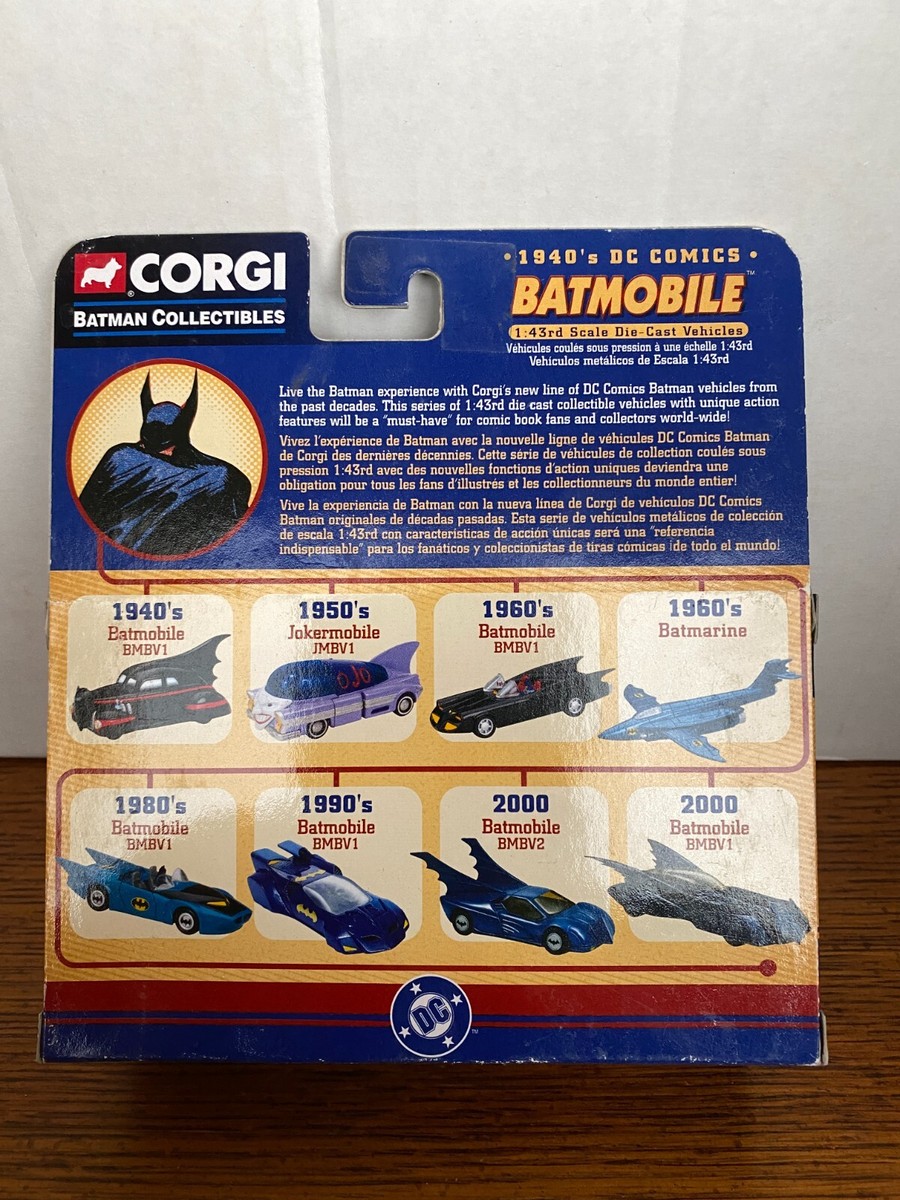 CORGI
®
BATMAN COLLECTIBLES
• 1940's DC COMICS •
BATMOBILE™
1:43rd Scale Die-Cast Vehicles
Véhicules coulés sous pression à une échelle 1:43rd
Vehículos metálicos de Escala 1:43rd
Live the Batman experience with Corgi's new line of DC Comics Batman vehicles from
the past decades. This series of 1:43rd die cast collectible vehicles with unique action
features will be a "must-have" for comic book fans and collectors world-wide!
Vivez l'expérience de Batman avec la nouvelle ligne de véhicules DC Comics Batman
de Corgi des dernières décennies. Cette série de véhicules de collection coulés sous
pression 1:43rd avec des nouvelles fonctions d'action uniques deviendra une
obligation pour tous les fans d'illustrés et les collectionneurs du monde entier!
Vive la experiencia de Batman con la nueva línea de Corgi de vehículos DC Comics
Batman originales de décadas pasadas. Esta serie de vehículos metálicos de colección
de escala 1:43rd con características de acción únicas será una "referencia
indispensable" para los fanáticos y coleccionistas de tiras cómicas ¡de todo el mundo!
1940's
Batmobile
BMBV1
1950's
Jokermobile
JMBV1
1960's
Batmobile
BMBV1
1960's
Batmarine
1980's
Batmobile
BMBV1
1990's
Batmobile
BMBV1
2000
Batmobile
BMBV2
2000
Batmobile
BMBV1
DC
™